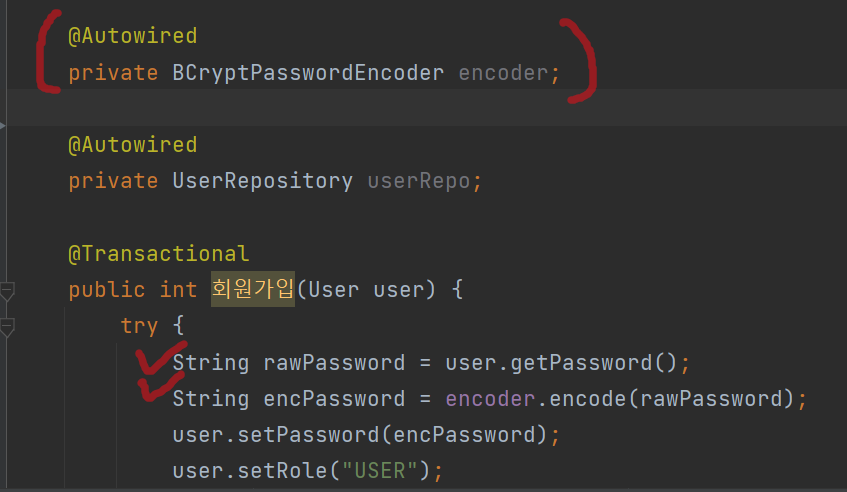 @Autowired
private BCryptPasswordEncoder encoder;
@Autowired
private UserRepository userRepo;
@Transactional
public int 회원가입(User user) {
try {
String rawPassword = user.getPassword();
String encPassword = encoder.encode(rawPassword);
user.setPassword(encPassword);
user.setRole("USER");